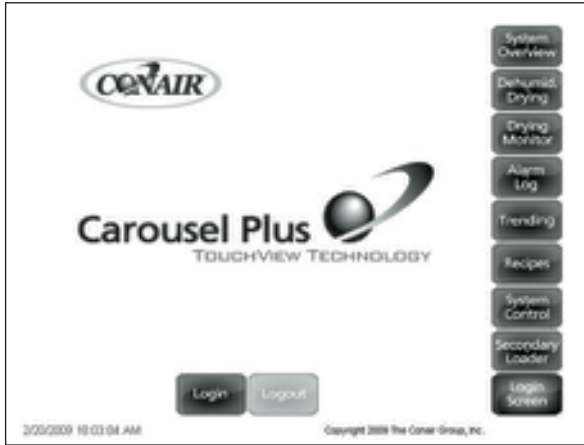 CONAIR
System
Overview
Dehumid.
Drying
Drying
Monitor
Alarm
Log
Trending
Recipes
System
Control
Secondary
Loader
Login
Screen
Carousel Plus
TOUCHVIEW TECHNOLOGY
Login
Logout
2/20/2009 10:03:04 AM
Copyright 2009 The Conair Group, Inc.